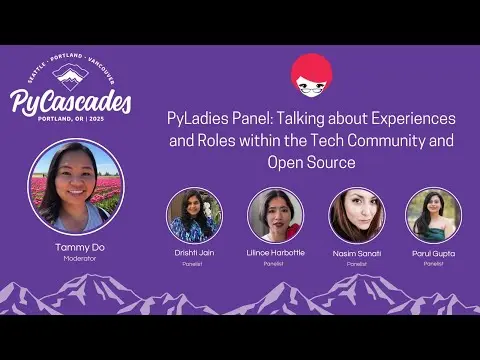 SEATTLE · PORTLAND · VANCOUVER
PyCascades
PORTLAND, OR | 2025
PyLadies Panel: Talking about Experiences
and Roles within the Tech Community and
Open Source
Tammy Do
Moderator
Drishti Jain
Panelist
Lilinoe Harbottle
Panelist
Nasim Sanati
Panelist
Parul Gupta
Panelist